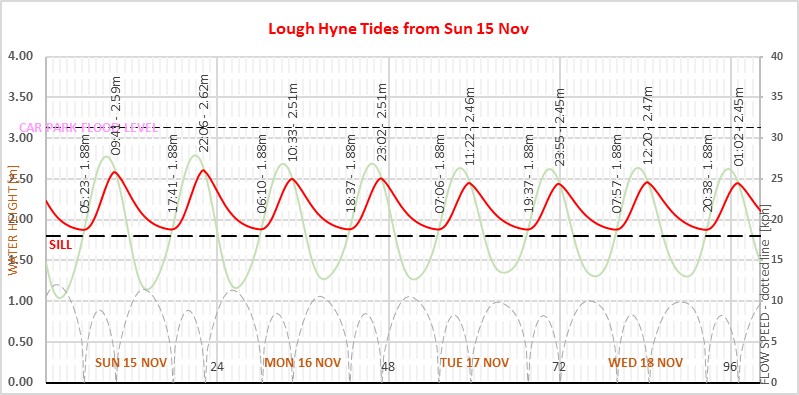 Lough Hyne Tides from Sun 15 Nov
4.00
3.50
3.00
2.50
2.00
1.50
1.00
0.50
0.00
WATER HEIGHT [m]
CAR PARK FLOOD LEVEL
SILL
05:23 - 1.88m
09:41 - 2.59m
17:41 - 1.88m
22:06 - 2.62m
06:10 - 1.88m
10:33 - 2.51m
18:37 - 1.88m
23:02 - 2.51m
07:06 - 1.88m
11:22 - 2.46m
19:37 - 1.88m
23:55 - 2.45m
07:57 - 1.88m
12:20 - 2.47m
20:38 - 1.88m
01:02 - 2.45m
SUN 15 NOV
24
MON 16 NOV
48
TUE 17 NOV
72
WED 18 NOV
96
40
35
30
25
20
15
10
5
0
FLOW SPEED - dotted line [kph]